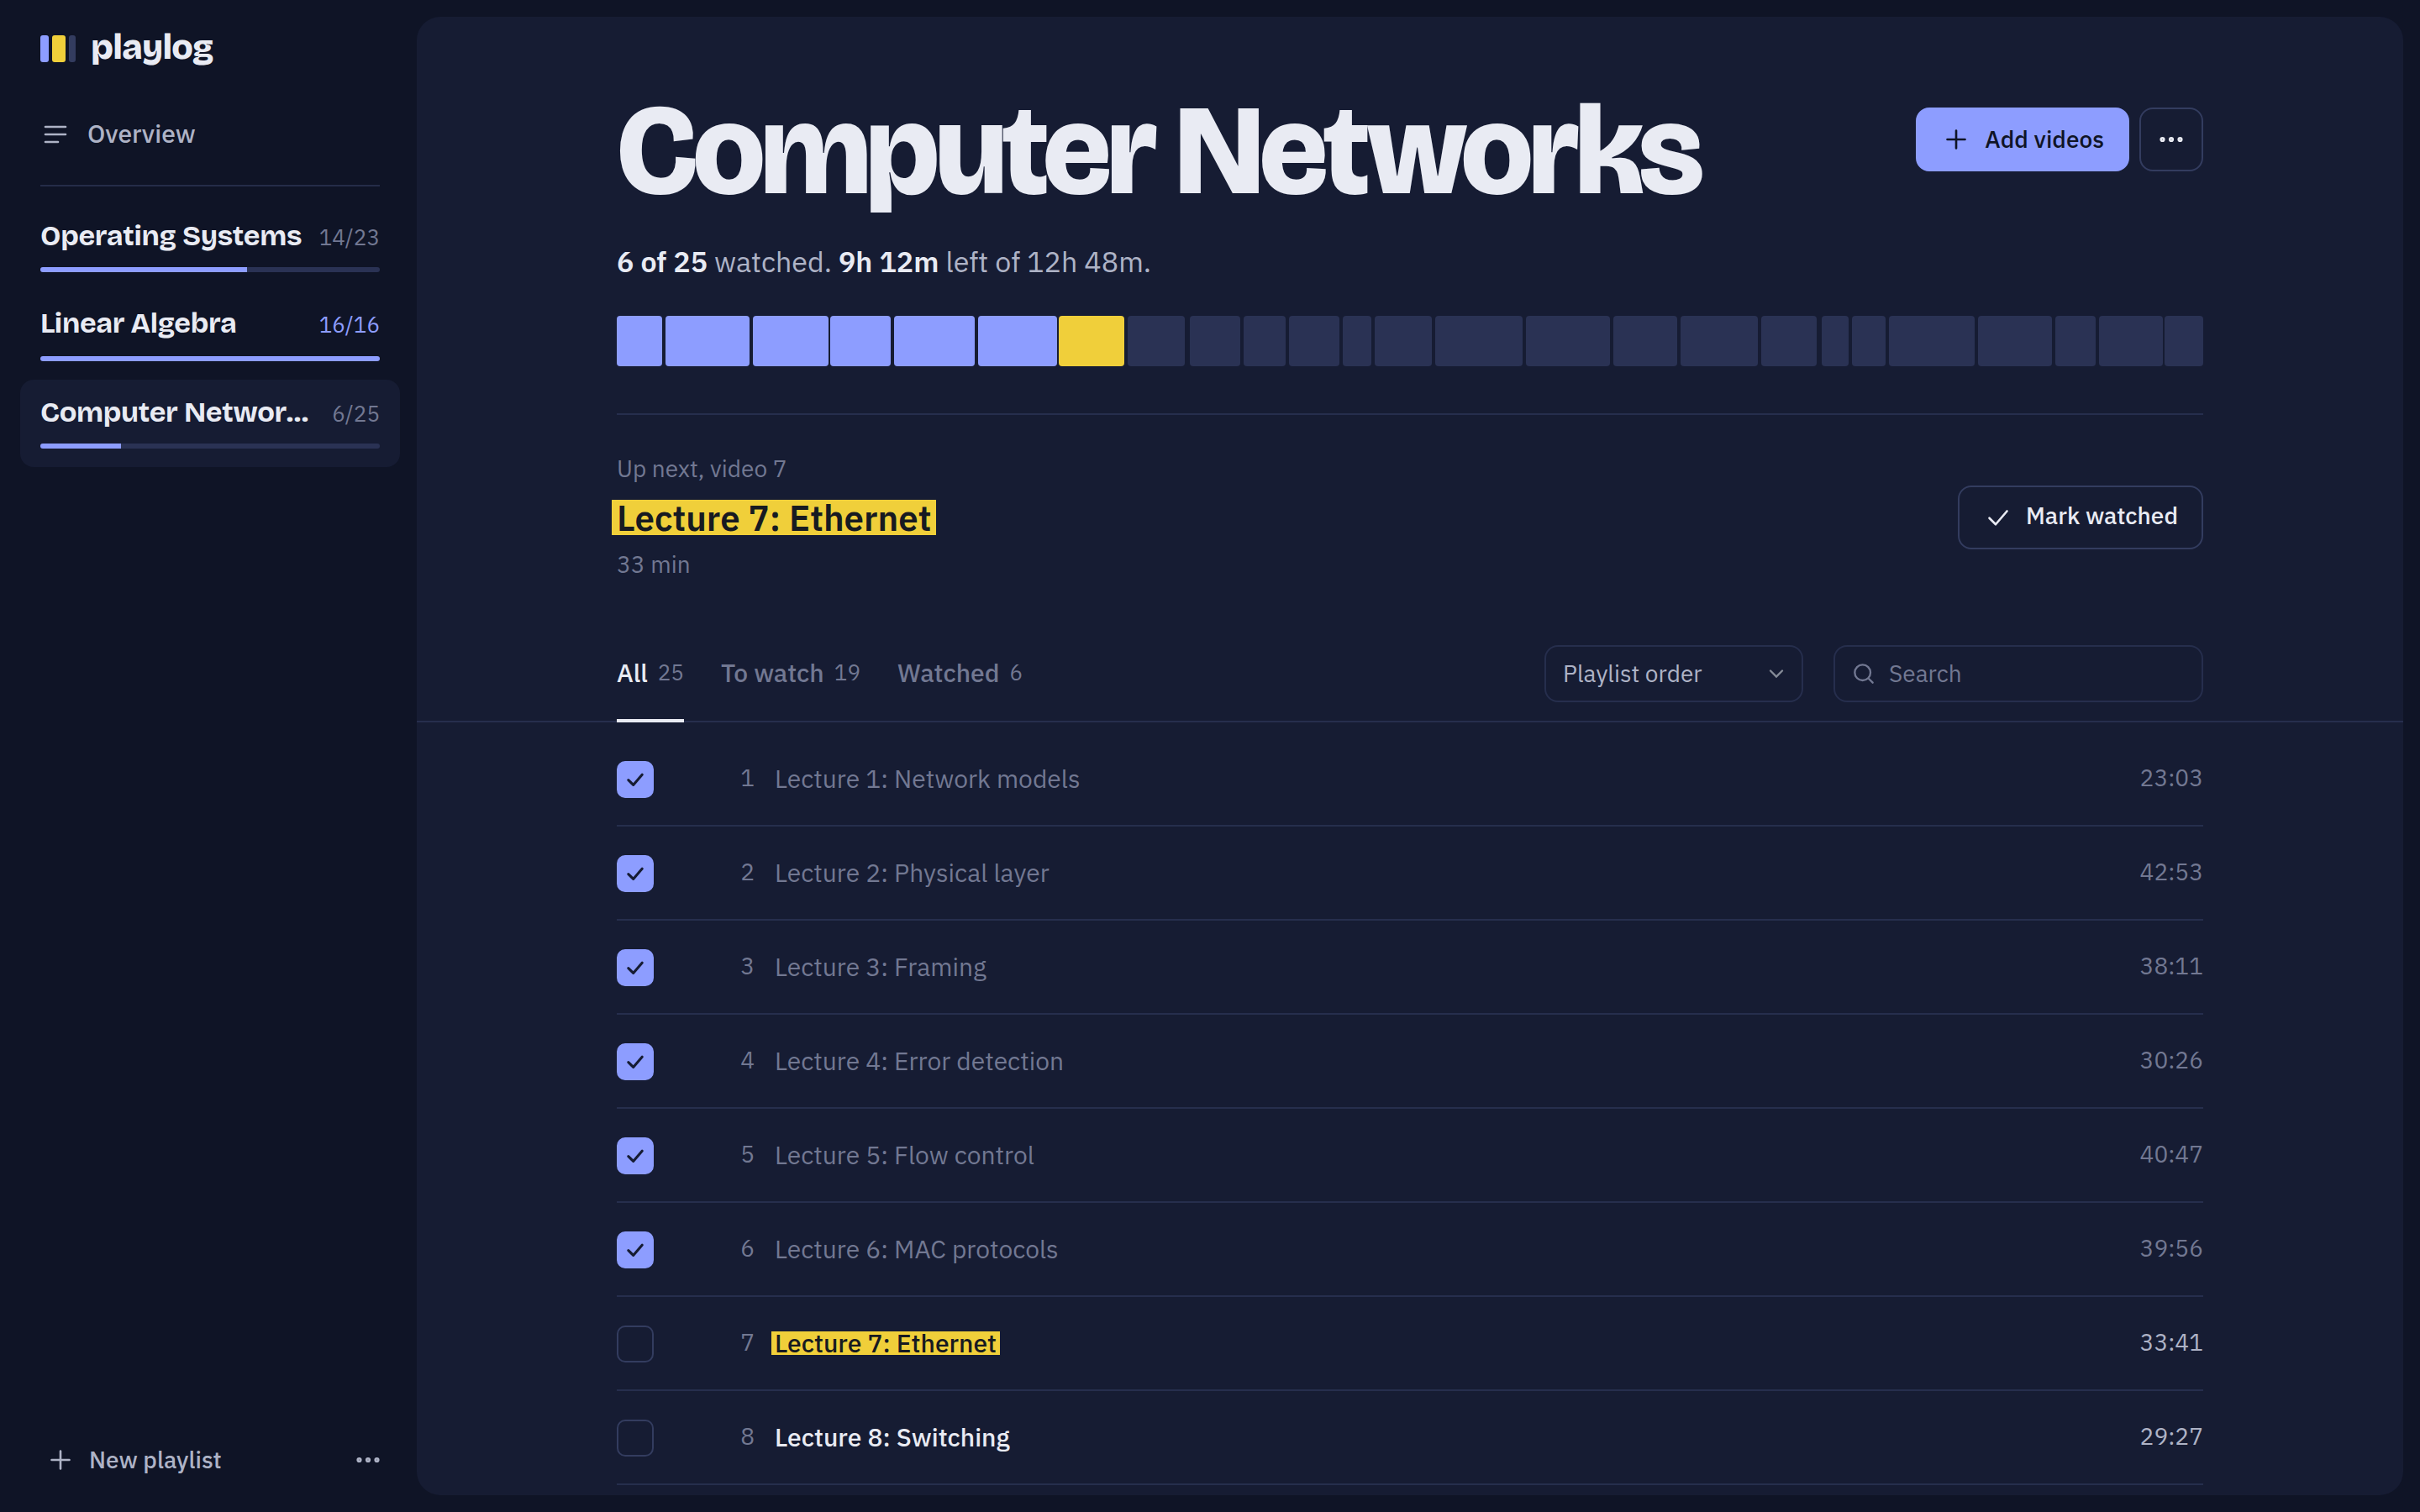 playlog
Overview
Operating Systems 14/23
Linear Algebra 16/16
Computer Networ... 6/25
New playlist
Computer Networks
Add videos
6 of 25 watched. 9h 12m left of 12h 48m.
Up next, video 7
Lecture 7: Ethernet
33 min
Mark watched
All 25 To watch 19 Watched 6
Playlist order
Search
1 Lecture 1: Network models 23:03
2 Lecture 2: Physical layer 42:53
3 Lecture 3: Framing 38:11
4 Lecture 4: Error detection 30:26
5 Lecture 5: Flow control 40:47
6 Lecture 6: MAC protocols 39:56
7 Lecture 7: Ethernet 33:41
8 Lecture 8: Switching 29:27